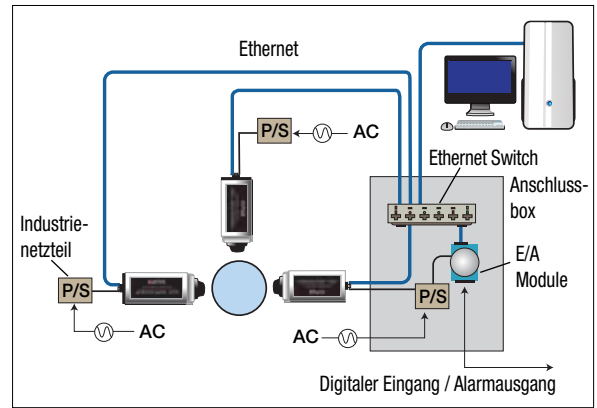 Ethernet
P/S
AC
Ethernet Switch
Anschluss-
box
Industrie-
netzteil
E/A
Module
P/S
P/S
AC
AC
Digitaler Eingang / Alarmausgang